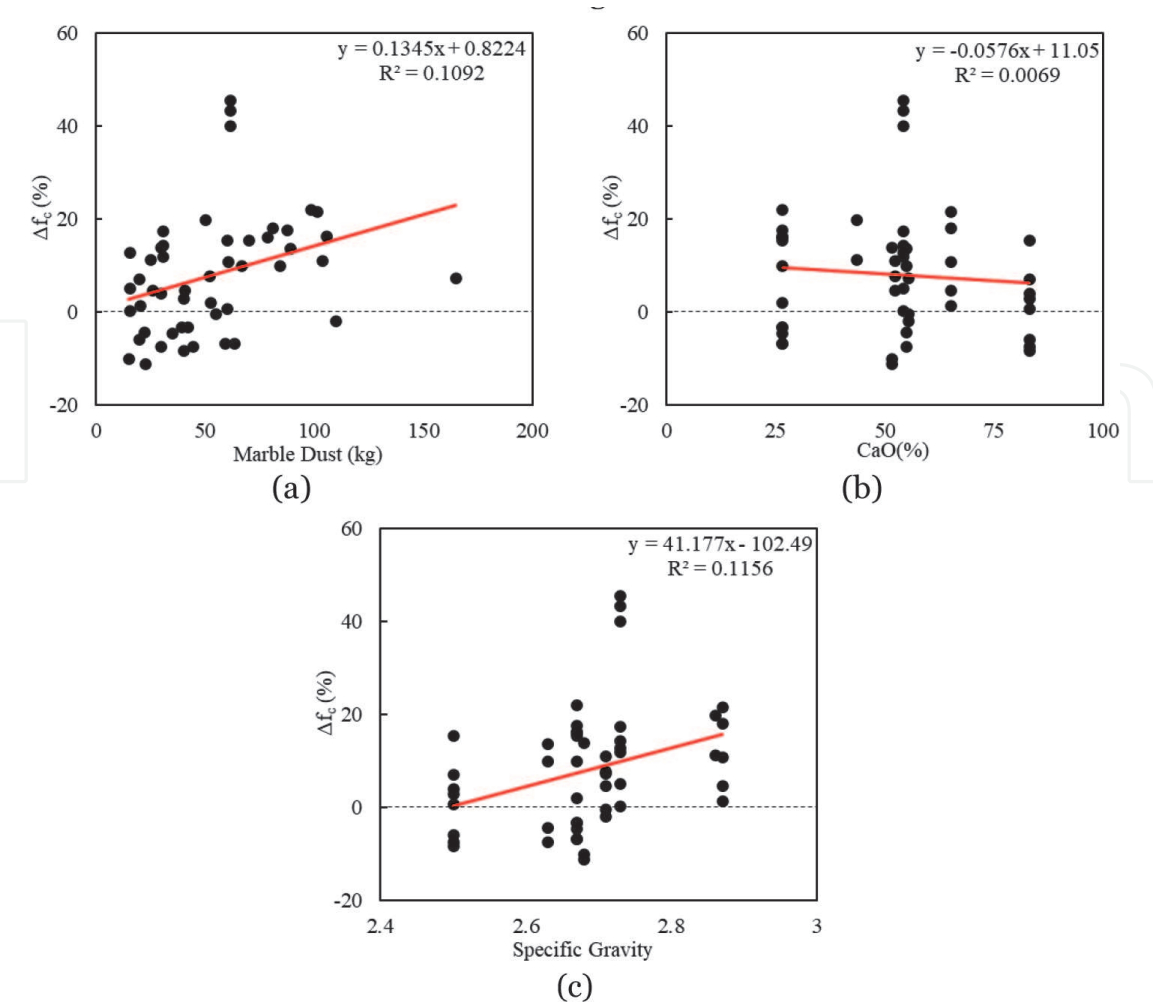 60
40
20
0
-20
Δf_c (%)
y = 0.1345x + 0.8224
R² = 0.1092
0 50 100 150 200
Marble Dust (kg)
(a)
60
40
20
0
-20
Δf_c (%)
y = -0.0576x + 11.05
R² = 0.0069
0 25 50 75 100
CaO(%)
(b)
60
40
20
0
-20
Δf_c (%)
y = 41.177x - 102.49
R² = 0.1156
2.4 2.6 2.8 3
Specific Gravity
(c)